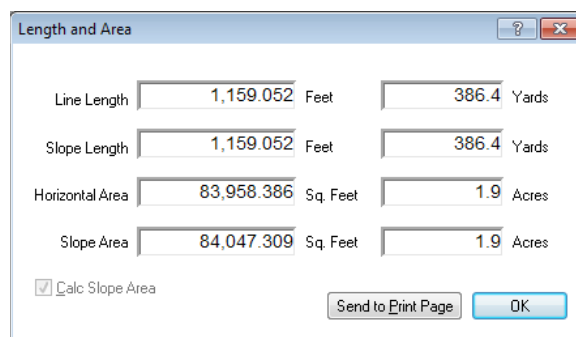 Length and Area ?
Line Length 1,159.052 Feet 386.4 Yards
Slope Length 1,159.052 Feet 386.4 Yards
Horizontal Area 83,958.386 Sq. Feet 1.9 Acres
Slope Area 84,047.309 Sq. Feet 1.9 Acres
Calc Slope Area
Send to Print Page OK